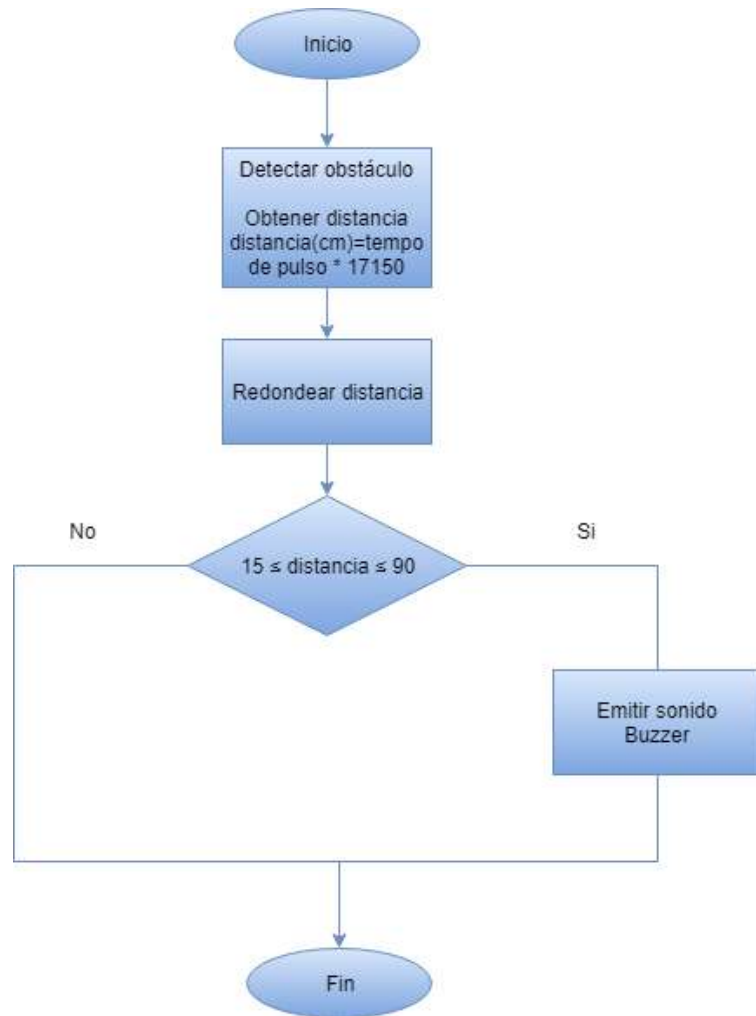 Inicio
Detectar obstáculo
Obtener distancia
distancia(cm)=tempo
de pulso * 17150
Redondear distancia
No
Si
15 ≤ distancia ≤ 90
Emitir sonido
Buzzer
Fin